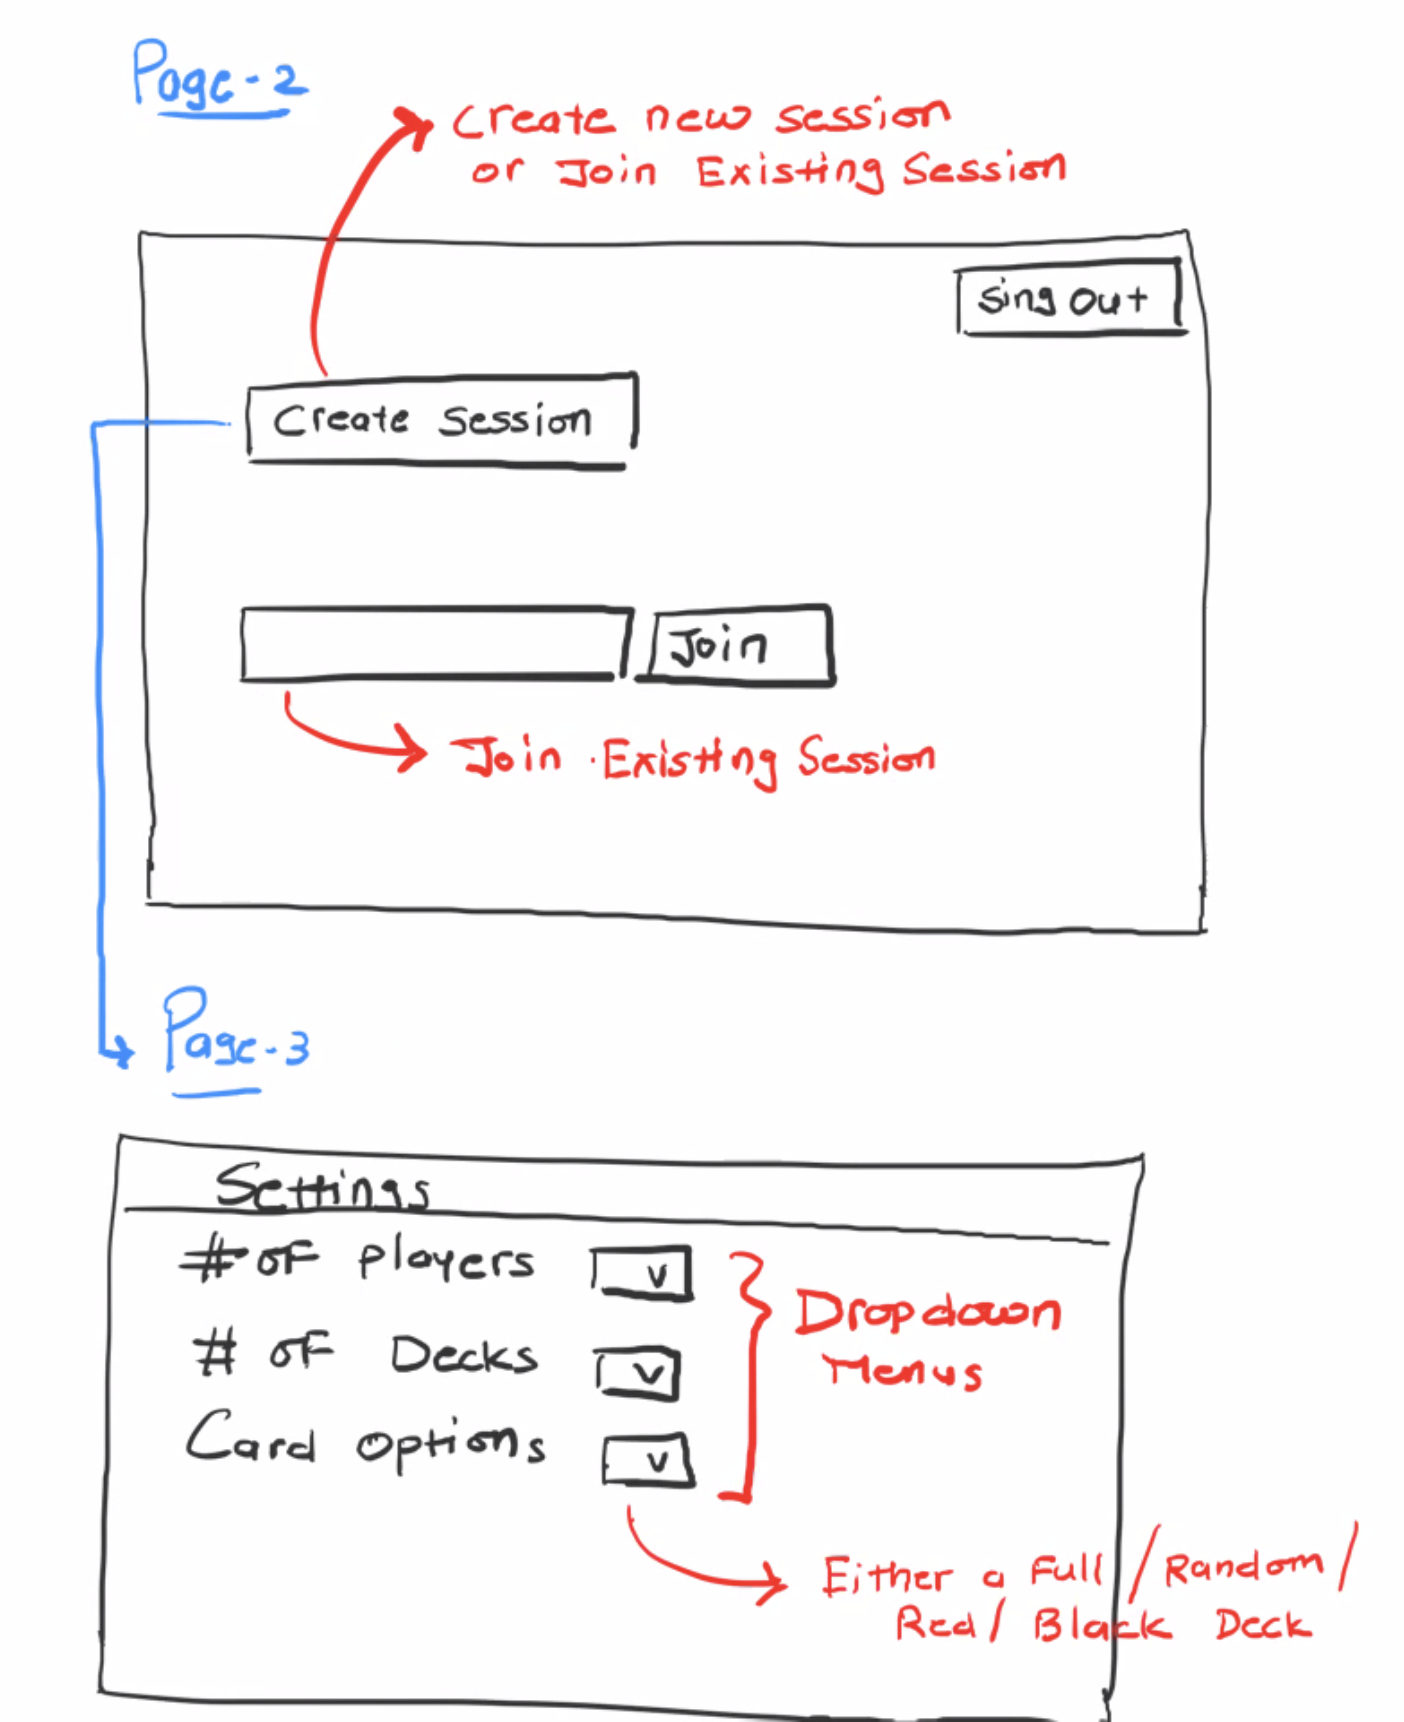 Page-2
Create new session
or Join Existing Session
Sing Out
Create Session
Join
Join Existing Session
Page-3
Settings
# of players
# of Decks
Card options
Dropdown
Menus
Either a Full / Random /
Red / Black Deck